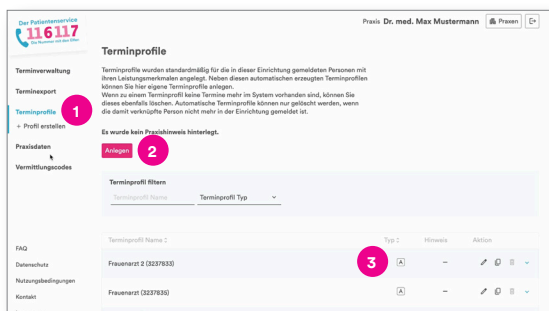 Der Patientenservice
116117
Die Nummer mit den Elfen
Praxis Dr. med. Max Mustermann
Praxen
Terminprofile
Terminverwaltung
Terminexport
Terminprofile
+ Profil erstellen
Praxisdaten
Vermittlungscodes
FAQ
Datenschutz
Nutzungsbedingungen
Kontakt
Terminprofile wurden standardmäßig für die in dieser Einrichtung gemeldeten Personen mit
ihren Leistungsmerkmalen angelegt. Neben diesen automatischen erzeugten Terminprofilen
können Sie hier eigene Terminprofile anlegen.
Wenn zu einem Terminprofil keine Termine mehr im System vorhanden sind, können Sie
dieses ebenfalls löschen. Automatische Terminprofile können nur gelöscht werden, wenn
die damit verknüpfte Person nicht mehr in der Einrichtung gemeldet ist.
Es wurde kein Praxishinweis hinterlegt.
1
Anlegen
2
Terminprofil filtern
Terminprofil Name
Terminprofil Typ
Terminprofil Name
Typ
Hinweis
Aktion
Frauenarzt 2 (3237833)
3
A
–
Frauenarzt (3237835)
A
–